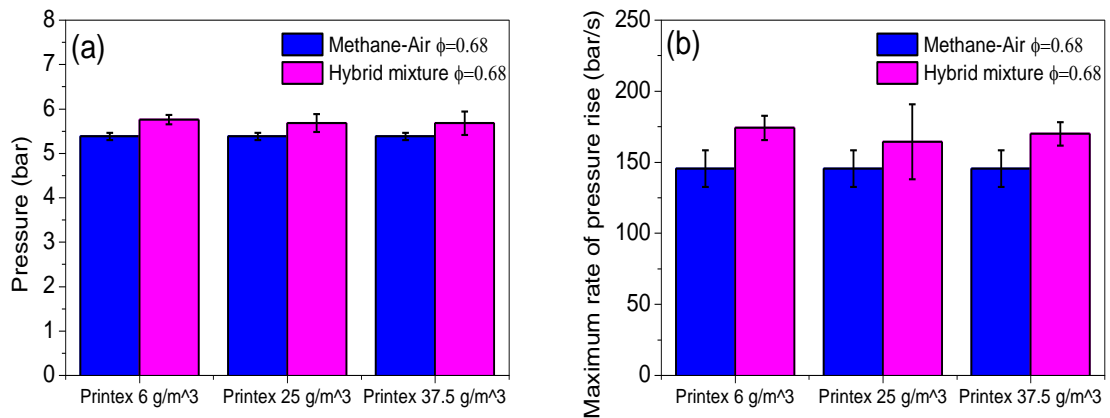 (a)
Methane-Air ϕ=0.68
Hybrid mixture ϕ=0.68
Pressure (bar)
8
7
6
5
4
3
2
1
0
Printex 6 g/m^3
Printex 25 g/m^3
Printex 37.5 g/m^3
(b)
Methane-Air ϕ=0.68
Hybrid mixture ϕ=0.68
Maximum rate of pressure rise (bar/s)
250
200
150
100
50
0
Printex 6 g/m^3
Printex 25 g/m^3
Printex 37.5 g/m^3